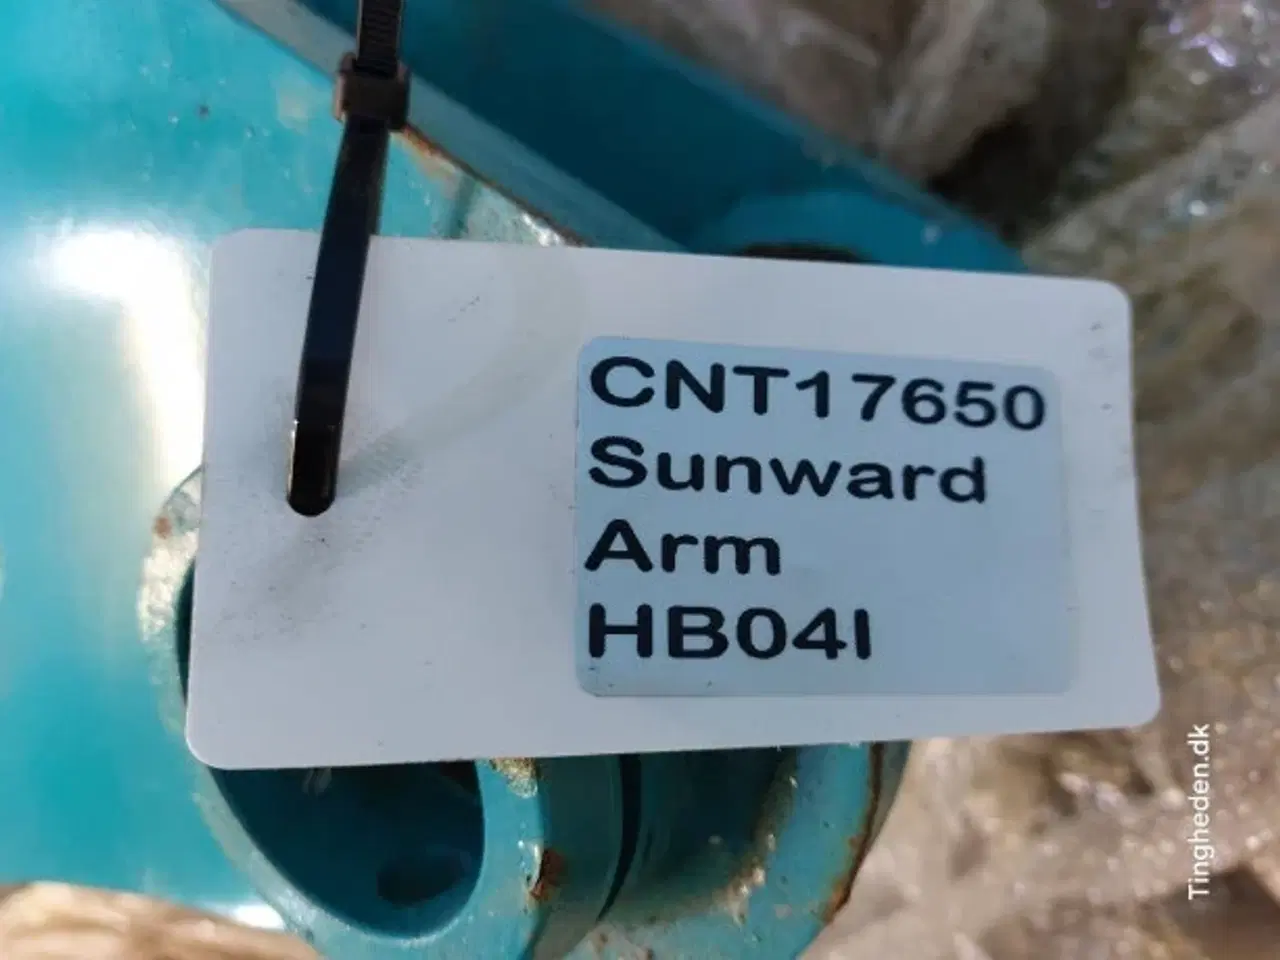 CNT17650
Sunward
Arm
HB04I
Tingheden.dk